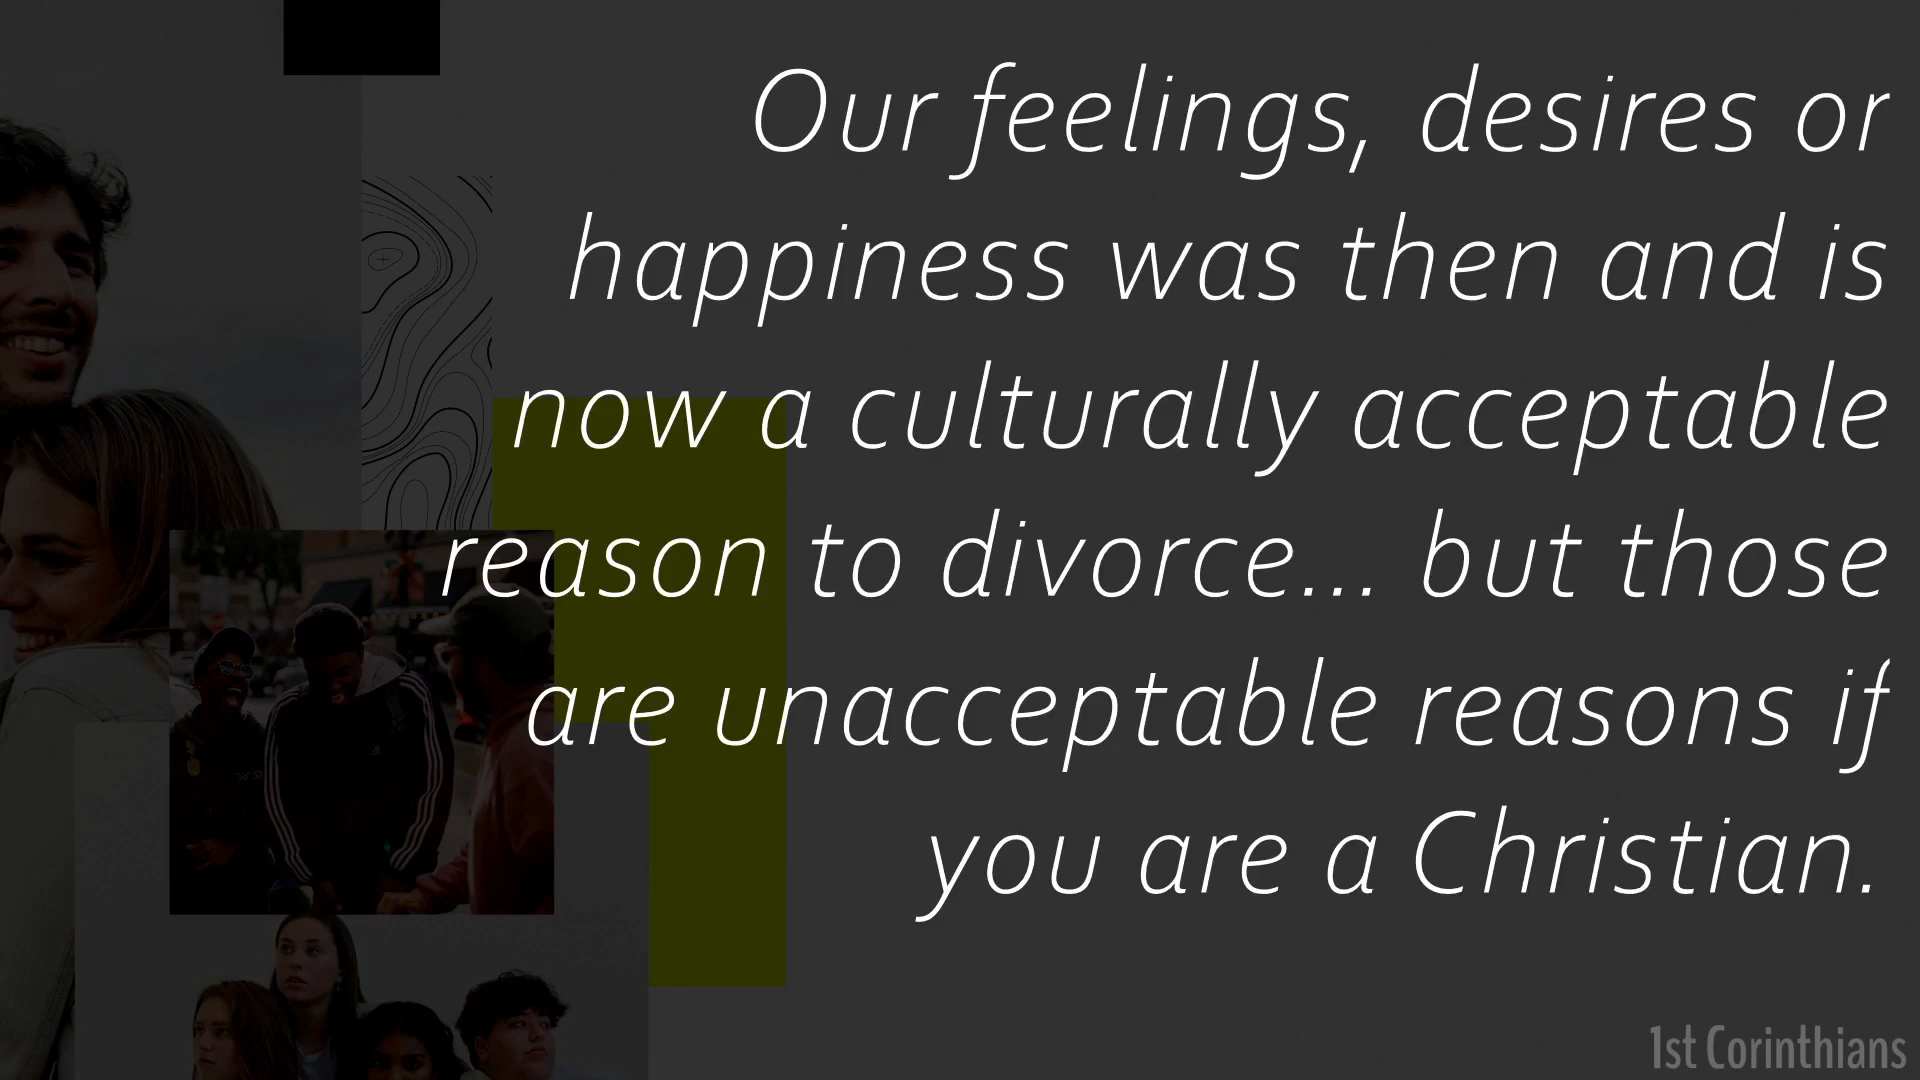 Our feelings, desires or
happiness was then and is
now a culturally acceptable
reason to divorce... but those
are unacceptable reasons if
you are a Christian.
1st Corinthians